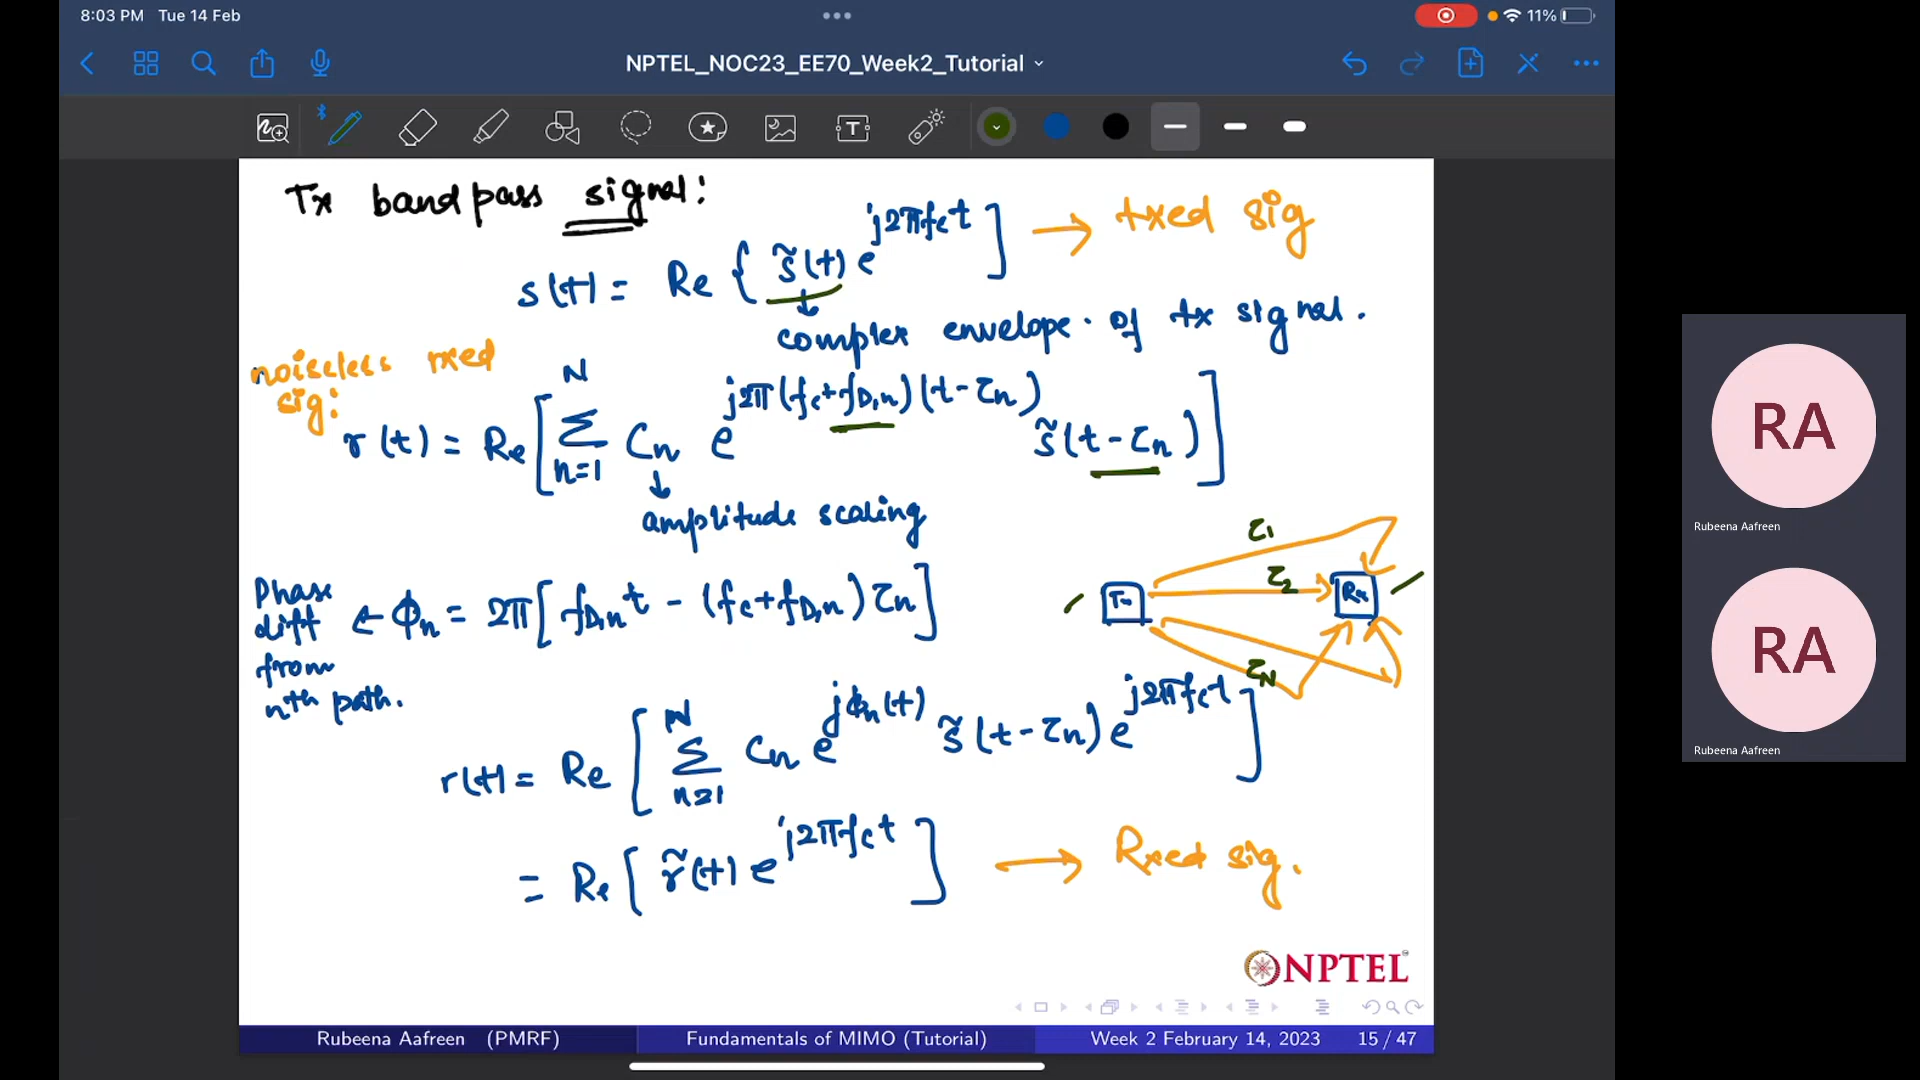 8:03 PM Tue 14 Feb
11%
NPTEL_NOC23_EE70_Week2_Tutorial
T
Tx bandpass signal:
s(t) = Re { s̃(t) e^{j2πf_c t} ] → txed sig
↓
complex envelope of tx signal.
noiseless rxed sig:
r(t) = Re [ Σ_{n=1}^{N} C_n e^{j2π(f_c+f_{D,n})(t-τ_n)} s̃(t-τ_n) ]
↓
amplitude scaling
τ_1
τ_2
Tx
Rx
τ_N
Phase diff from nth path. ← ϕ_n = 2π[f_{D,n}t - (f_c+f_{D,n})τ_n]
r(t) = Re [ Σ_{n=1}^{N} C_n e^{jϕ_n(t)} s̃(t-τ_n) e^{j2πf_c t} ]
= Re [ r̃(t) e^{j2πf_c t} ] → Rxed sig.
NPTEL
Rubeena Aafreen (PMRF) Fundamentals of MIMO (Tutorial) Week 2 February 14, 2023 15 / 47
RA
Rubeena Aafreen
RA
Rubeena Aafreen